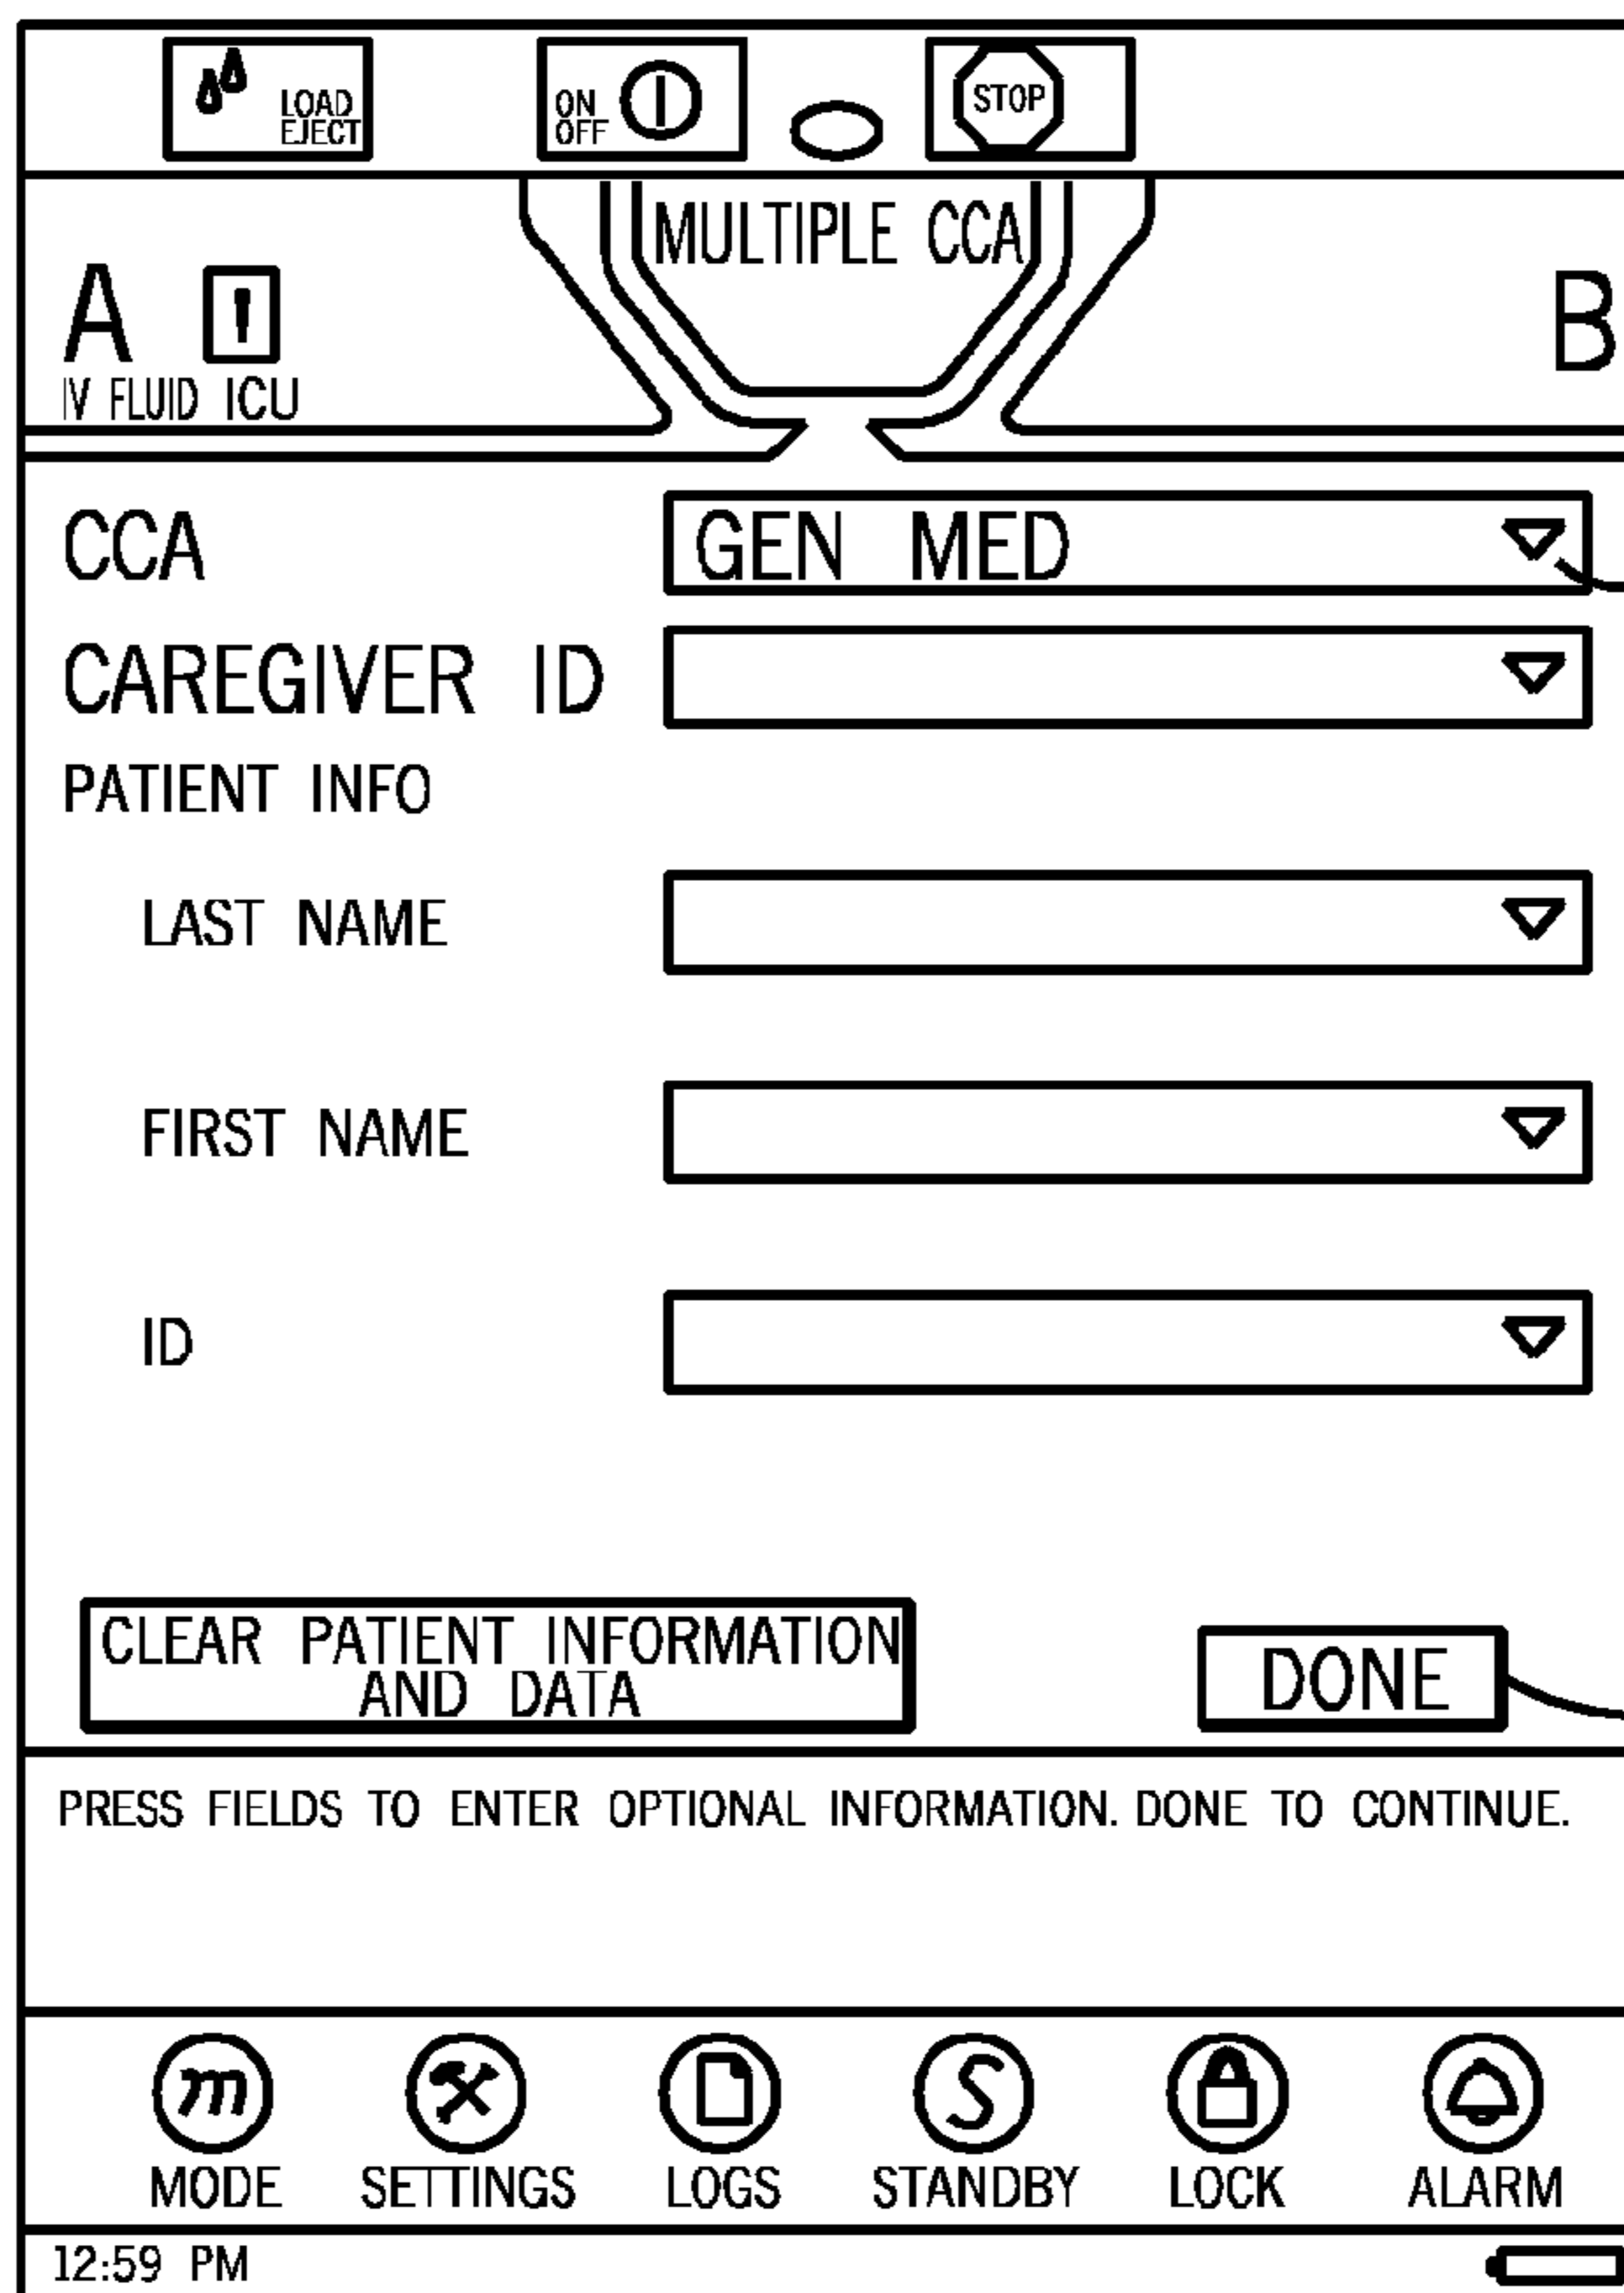 LOAD
EJECT
ON
OFF
STOP
MULTIPLE CCA
A
B
IV FLUID ICU
CCA
GEN MED
CAREGIVER ID
PATIENT INFO
LAST NAME
FIRST NAME
ID
CLEAR PATIENT INFORMATION
AND DATA
DONE
PRESS FIELDS TO ENTER OPTIONAL INFORMATION. DONE TO CONTINUE.
m
S
MODE SETTINGS LOGS STANDBY LOCK ALARM
12:59 PM